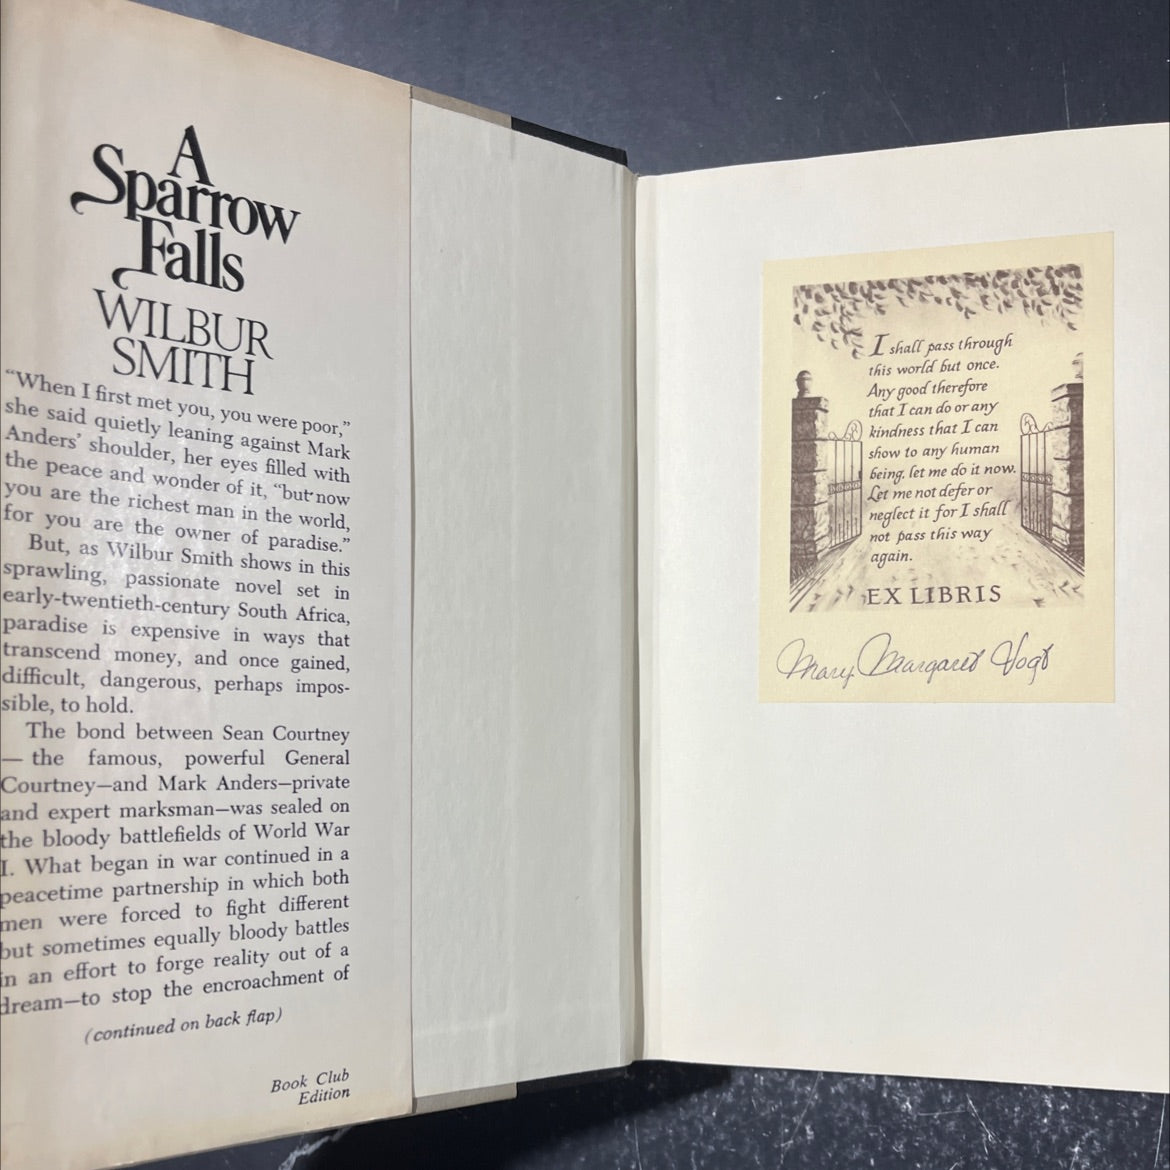 A
Sparrow
Falls
WILBUR
SMITH
“When I first met you, you were poor,”
she said quietly leaning against Mark
Anders’ shoulder, her eyes filled with
the peace and wonder of it, “but now
you are the richest man in the world,
for you are the owner of paradise.”
But, as Wilbur Smith shows in this
sprawling, passionate novel set in
early-twentieth-century South Africa,
paradise is expensive in ways that
transcend money, and once gained,
difficult, dangerous, perhaps impos-
sible, to hold.
The bond between Sean Courtney
— the famous, powerful General
Courtney—and Mark Anders—private
and expert marksman—was sealed on
the bloody battlefields of World War
I. What began in war continued in a
peacetime partnership in which both
men were forced to fight different
but sometimes equally bloody battles
in an effort to forge reality out of a
dream—to stop the encroachment of
(continued on back flap)
Book Club
Edition
I shall pass through
this world but once.
Any good therefore
that I can do or any
kindness that I can
show to any human
being. let me do it now.
Let me not defer or
neglect it for I shall
not pass this way
again.
EX LIBRIS
Mary Margaret Vogt